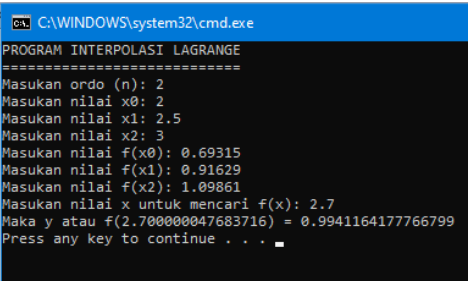 C:\WINDOWS\system32\cmd.exe
PROGRAM INTERPOLASI LAGRANGE
============================
Masukan ordo (n): 2
Masukan nilai x0: 2
Masukan nilai x1: 2.5
Masukan nilai x2: 3
Masukan nilai f(x0): 0.69315
Masukan nilai f(x1): 0.91629
Masukan nilai f(x2): 1.09861
Masukan nilai x untuk mencari f(x): 2.7
Maka y atau f(2.700000047683716) = 0.9941164177766799
Press any key to continue . . .